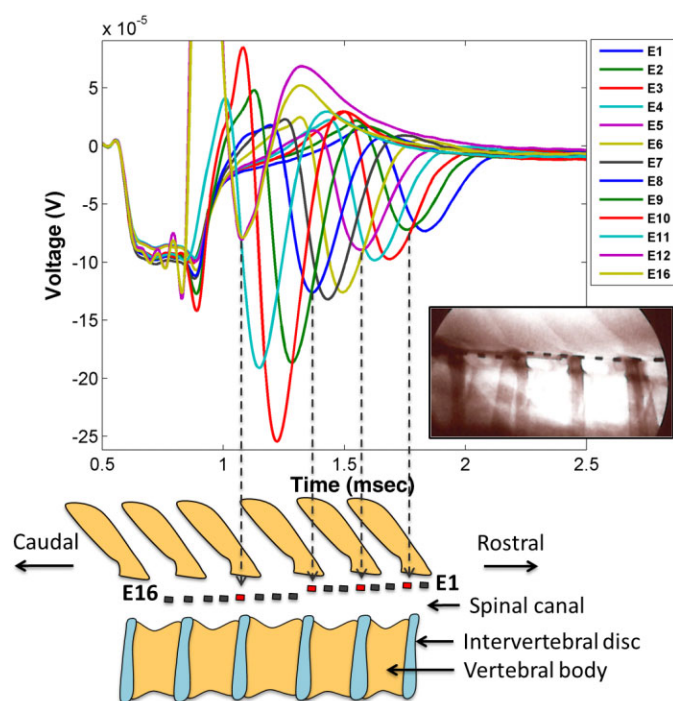 x 10⁻⁵
5
0
-5
-10
-15
-20
-25
Voltage (V)
0.5 1 1.5 2 2.5
Time (msec)
E1
E2
E3
E4
E5
E6
E7
E8
E9
E10
E11
E12
E16
Caudal
Rostral
E16
E1
Spinal canal
Intervertebral disc
Vertebral body